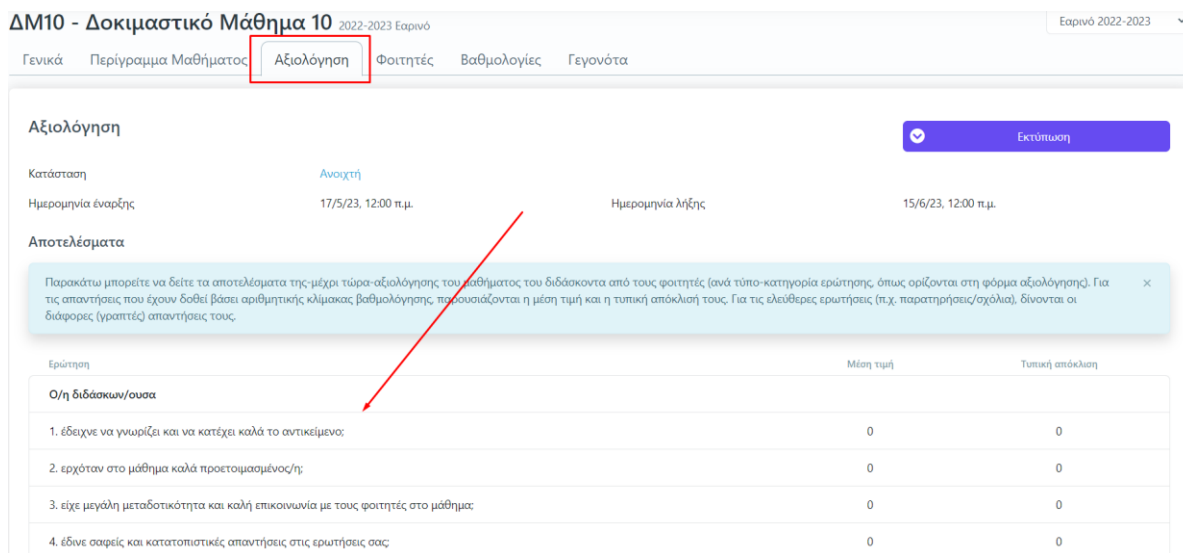 ΔΜ10 - Δοκιμαστικό Μάθημα 10 2022-2023 Εαρινό
Εαρινό 2022-2023
Γενικά Περίγραμμα Μαθήματος Αξιολόγηση Φοιτητές Βαθμολογίες Γεγονότα
Αξιολόγηση
Εκτύπωση
Κατάσταση Ανοιχτή
Ημερομηνία έναρξης 17/5/23, 12:00 π.μ. Ημερομηνία λήξης 15/6/23, 12:00 π.μ.
Αποτελέσματα
Παρακάτω μπορείτε να δείτε τα αποτελέσματα της-μέχρι τώρα-αξιολόγησης του μαθήματος του διδάσκοντα από τους φοιτητές (ανά τύπο-κατηγορία ερώτησης, όπως ορίζονται στη φόρμα αξιολόγησης). Για
τις απαντήσεις που έχουν δοθεί βάσει αριθμητικής κλίμακας βαθμολόγησης, παρουσιάζονται η μέση τιμή και η τυπική απόκλισή τους. Για τις ελεύθερες ερωτήσεις (π.χ. παρατηρήσεις/σχόλια), δίνονται οι
διάφορες (γραπτές) απαντήσεις τους.
Ερώτηση Μέση τιμή Τυπική απόκλιση
Ο/η διδάσκων/ουσα
1. έδειχνε να γνωρίζει και να κατέχει καλά το αντικείμενο; 0 0
2. ερχόταν στο μάθημα καλά προετοιμασμένος/η; 0 0
3. είχε μεγάλη μεταδοτικότητα και καλή επικοινωνία με τους φοιτητές στο μάθημα; 0 0
4. έδινε σαφείς και κατατοπιστικές απαντήσεις στις ερωτήσεις σας; 0 0